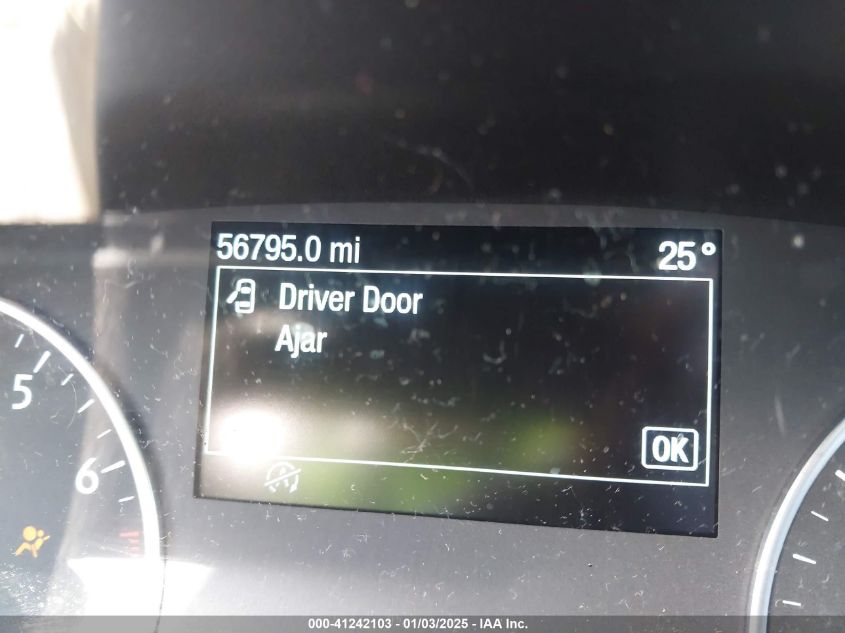 56795.0 mi 25°
Driver Door
Ajar
OK
5
6
000-41242103 - 01/03/2025 - IAA Inc.